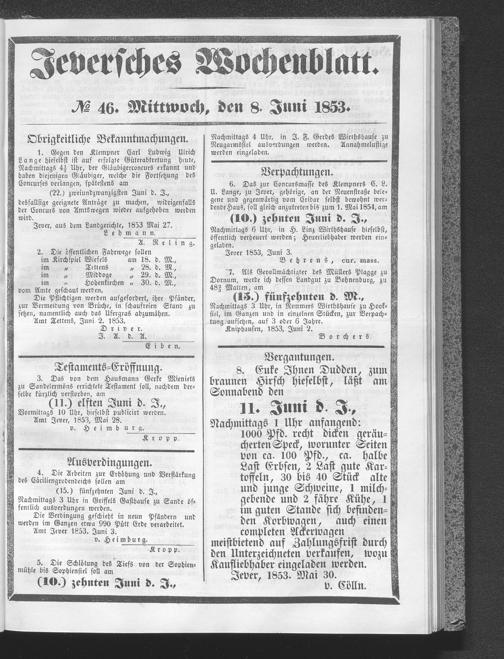 Jeversches Wochenblatt.
№ 46. Mittwoch, den 8. Juni 1853.
Obrigkeitliche Bekanntmachungen.
1. Gegen den Klempner Carl Ludwig Ulrich
Lange hieselbst ist auf erfolgte Güterabtretung heute,
Nachmittags 4½ Uhr, der Gläubigerconcurs erkannt und
haben diejenigen Gläubiger, welche die Fortsetzung des
Concurses verlangen, spätestens am
(22.) zweiundzwanzigsten Juni d. J.,
desfallsige geeignete Anträge zu machen, widrigenfalls
der Concurs von Amtswegen wieder aufgehoben werden
wird.
Jever, aus dem Landgerichte, 1853 Mai 27.
Lehmann.
A. Reling.
2. Die öffentlichen Fahrwege sollen
im Kirchspiel Wiefels am 18. d. M.,
im „ Tettens „ 28. d. M.,
im „ Middoge „ 29. d. M.,
im „ Hohenkirchen „ 30. d. M.,
vom Amte geschauet werden.
Die Pflichtigen werden aufgefordert, ihre Pfänder,
zur Vermeidung von Brüche, in schaufreien Stand zu
setzen, namentlich auch das Ufergras abzumähen.
Amt Tettens, Juni 2. 1853.
Driver.
J. A. d. A.
Eiben.
Testaments-Eröffnung.
3. Das von dem Hausmann Gerke Mieniets
zu Sandelermöns errichtete Testament soll, nachdem der-
selbe kürzlich verstorben, am
(11.) elften Juni d. J.,
Vormittags 10 Uhr, hieselbst publicirt werden.
Amt Jever, 1853, Mai 28.
v. Heimburg.
Kropp.
Ausverdingungen.
4. Die Arbeiten zur Erhöhung und Verstärkung
des Cäciliengrodendeichs sollen am
(15.) fünfzehnten Juni d. J.,
Nachmittags 3 Uhr in Griffels Gasthause zu Sande öf-
fentlich ausverdungen werden.
Die Verdingung geschieht in neun Pfändern und
werden im Ganzen etwa 990 Pütt Erde verarbeitet.
Amt Jever 1853. Juni 3.
v. Heimburg.
Kropp.
5. Die Schlötung des Tiefs von der Sophien-
mühle bis Sophiensiel soll am
(10.) zehnten Juni d. J.,
Nachmittags 4 Uhr, in J. F. Gerdes Wirthshause zu
Neugarmssiel ausverdungen werden. Annahmelustige
werden eingeladen.
Verpachtungen.
6. Das zur Concursmasse des Klempners C. L.
U. Lange, zu Jever, gehörige, an der Neuenlandesgräfe
gegenwärtig vom Cridar selbst bewohnt wer-
dende Haus, soll gleich anzutreten bis zum 1. Mai 1854, am
(10.) zehnten Juni d. J.,
Nachmittags 6 Uhr, in H. Linz Wirthshause hieselbst,
öffentlich verheuert werden; Heuerliebhaber werden ein-
geladen.
Jever 1853. Juni 3.
Behrens, cur. mass.
7. Als Gevollmächtigter des Müllers Plagge zu
Dornum, werde ich dessen Landgut zu Bohnenburg, zu
48¾ Matten, am
(15.) fünfzehnten d. M.,
Nachmittags 3 Uhr, in Remmers Wirthshause zu Hook-
siel, im Ganzen und in einzelnen Stücken, zur Verpach-
tung aufsetzen, auf 3 oder 6 Jahre.
Kniphausen, 1853, Juni 2.
Borchers.
Vergantungen.
8. Euke Ihnen Dudden, zum
braunen Hirsch hieselbst, läßt am
Sonnabend den
11. Juni d. J.,
Nachmittags 1 Uhr anfangend:
1000 Pfd. recht dicken geräu-
cherten Speck, worunter Seiten
von ca. 100 Pfd., ca. halbe
Last Erbsen, 2 Last gute Kar-
toffeln, 30 bis 40 Stück alte
und junge Schweine, 1 milch-
gebende und 2 fähre Kühe, 1
im guten Stande sich befinden-
den Korbwagen, auch einen
completen Ackerwagen
meistbietend auf Zahlungsfrist durch
den Unterzeichneten verkaufen, wozu
Kaufliebhaber eingeladen werden.
Jever, 1853. Mai 30.
v. Cölln.